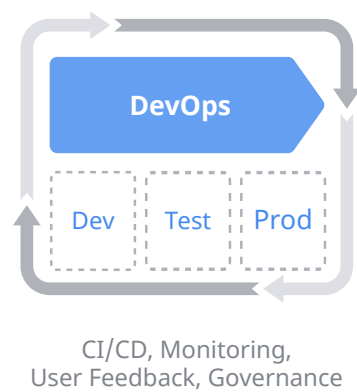 DevOps
Dev Test Prod
CI/CD, Monitoring,
User Feedback, Governance